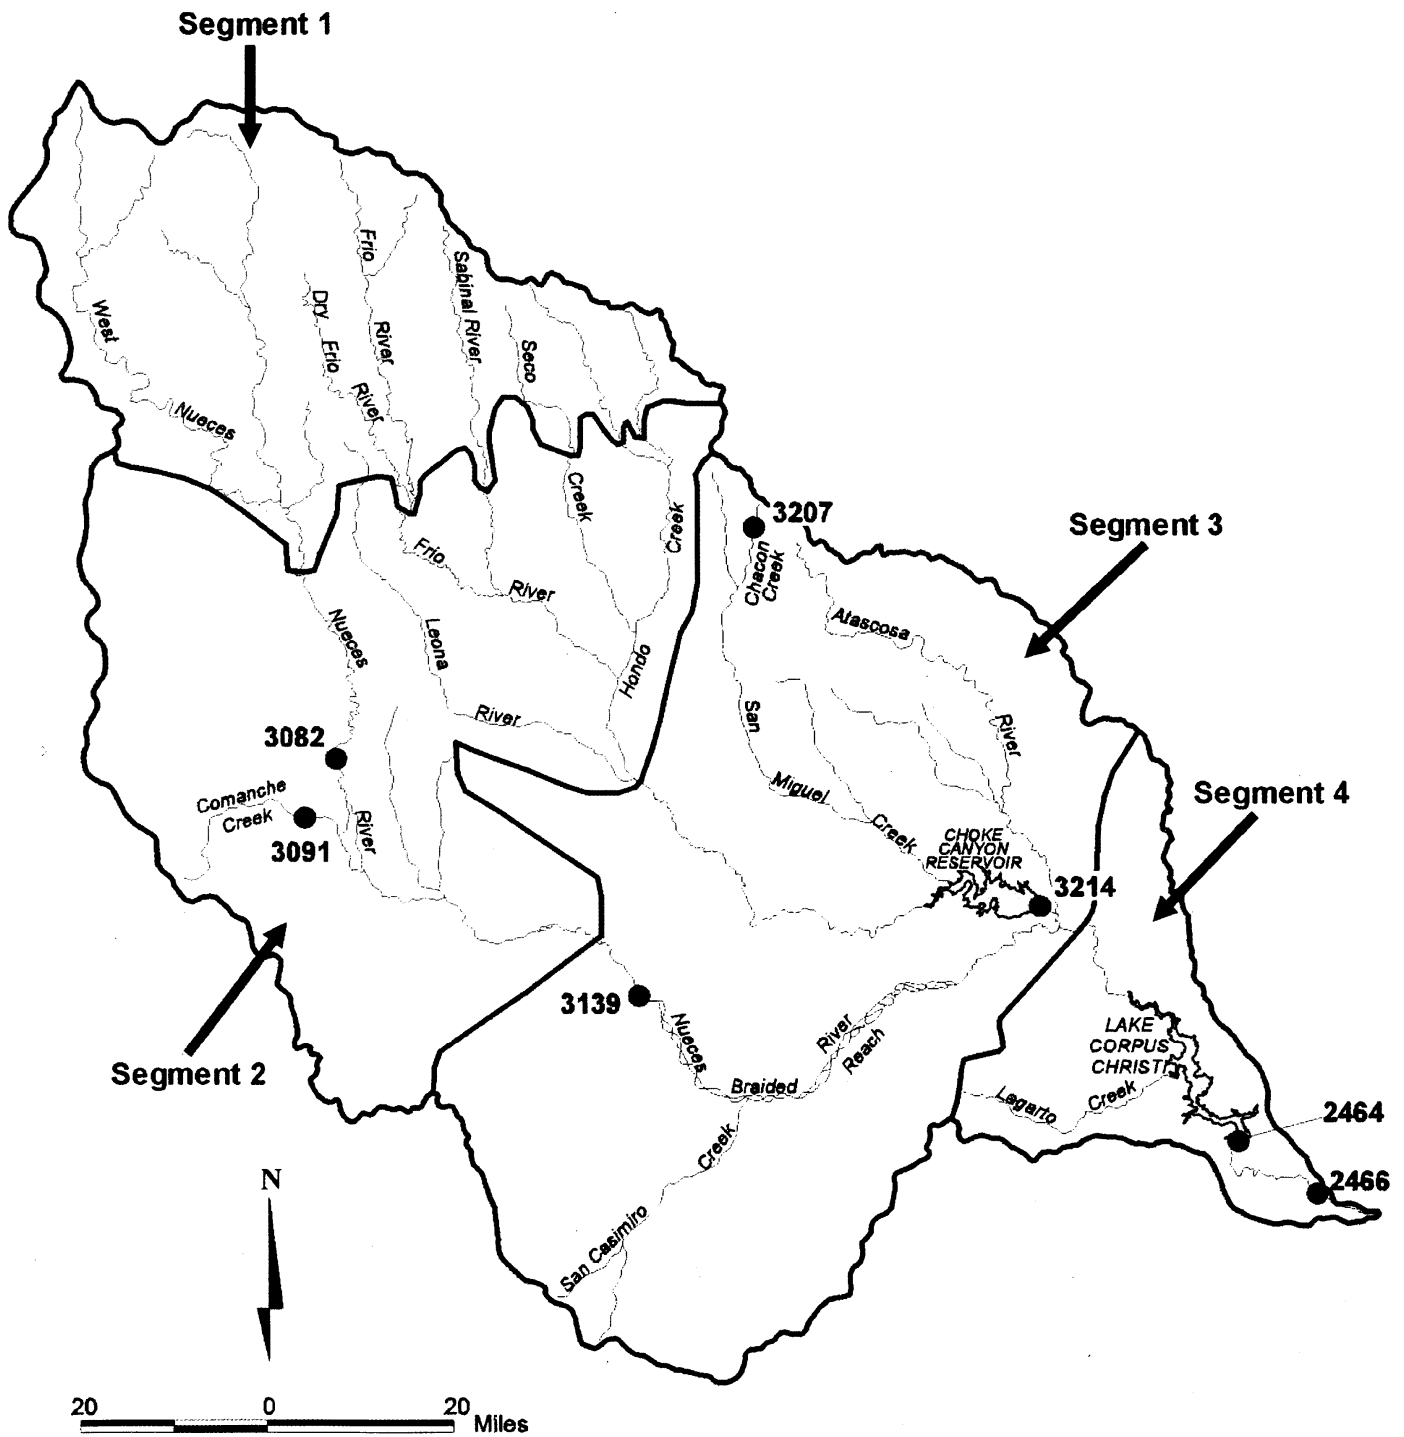 Segment 1
West
Nueces
Dry
Frio
River
Frio
River
Sabinal River
Seco
Creek
Creek
3207
Chacon
Creek
Segment 3
Frio
River
Nueces
Leona
River
Hondo
Atascosa
River
San
Miguel
Creek
3082
Comanche
Creek
3091
River
CHOKE
CANYON
RESERVOIR
3214
Segment 4
Segment 2
3139
Nueces
Braided
River
Reach
LAKE
CORPUS
CHRISTI
Lagarto
Creek
2464
2466
Creek
San Casimiro
N
20
0
20
Miles